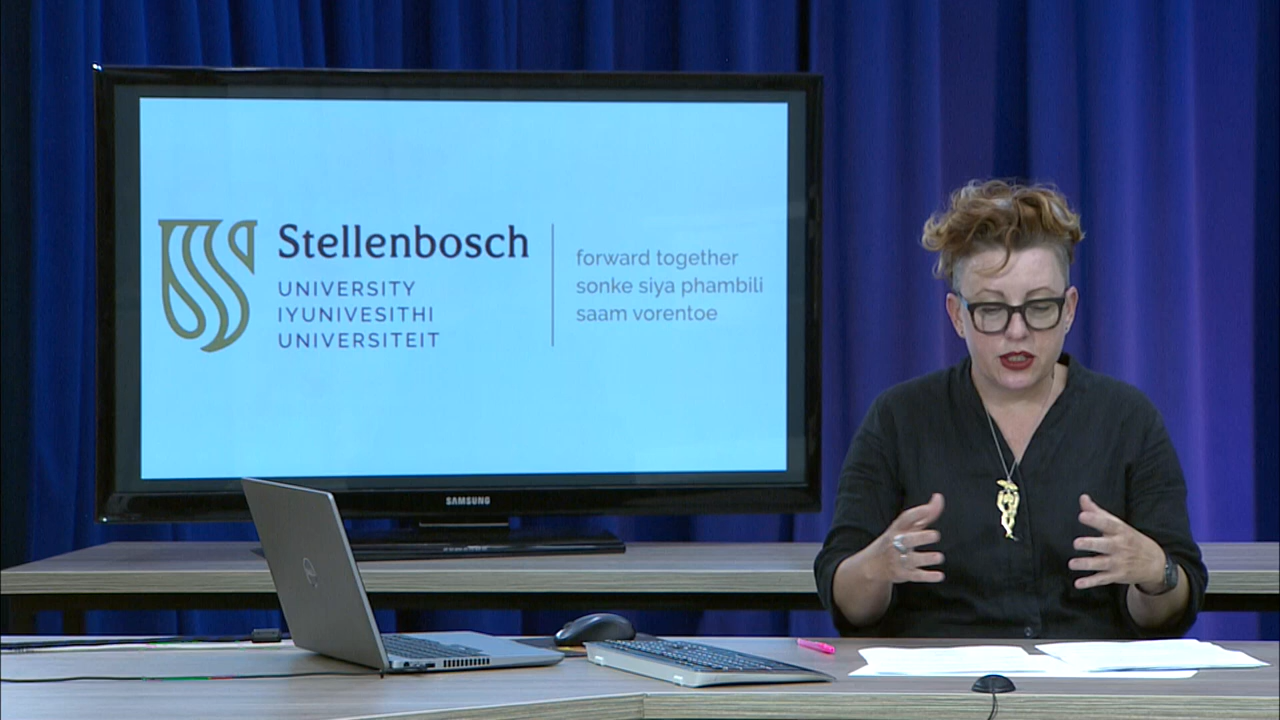 Stellenbosch
UNIVERSITY
IYUNIVESITHI
UNIVERSITEIT
forward together
sonke siya phambili
saam vorentoe
SAMSUNG